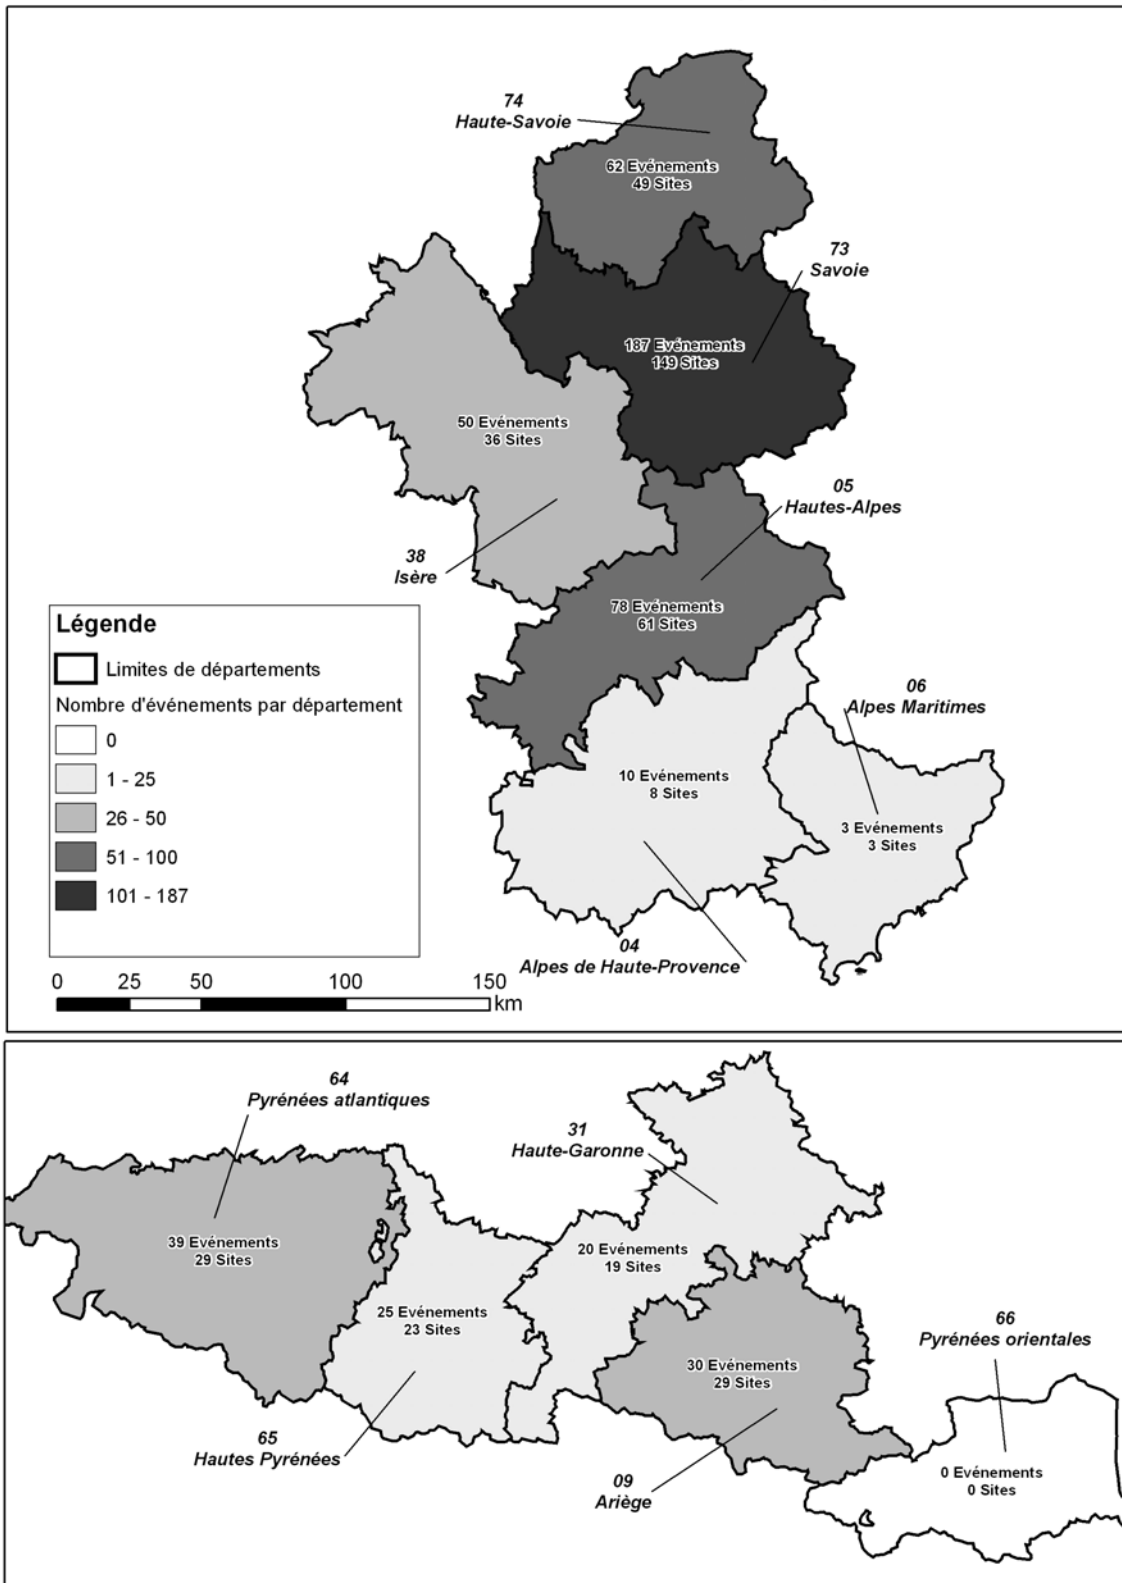 74
Haute-Savoie
62 Evénements
49 Sites
73
Savoie
187 Evénements
149 Sites
50 Evénements
36 Sites
05
Hautes-Alpes
38
Isère
78 Evénements
61 Sites
Légende
Limites de départements
Nombre d'événements par département
0
1 - 25
26 - 50
51 - 100
101 - 187
06
Alpes Maritimes
10 Evénements
8 Sites
3 Evénements
3 Sites
04
Alpes de Haute-Provence
0 25 50 100 150
km
64
Pyrénées atlantiques
31
Haute-Garonne
39 Evénements
29 Sites
20 Evénements
19 Sites
25 Evénements
23 Sites
66
Pyrénées orientales
30 Evénements
29 Sites
65
Hautes Pyrénées
09
Ariège
0 Evénements
0 Sites